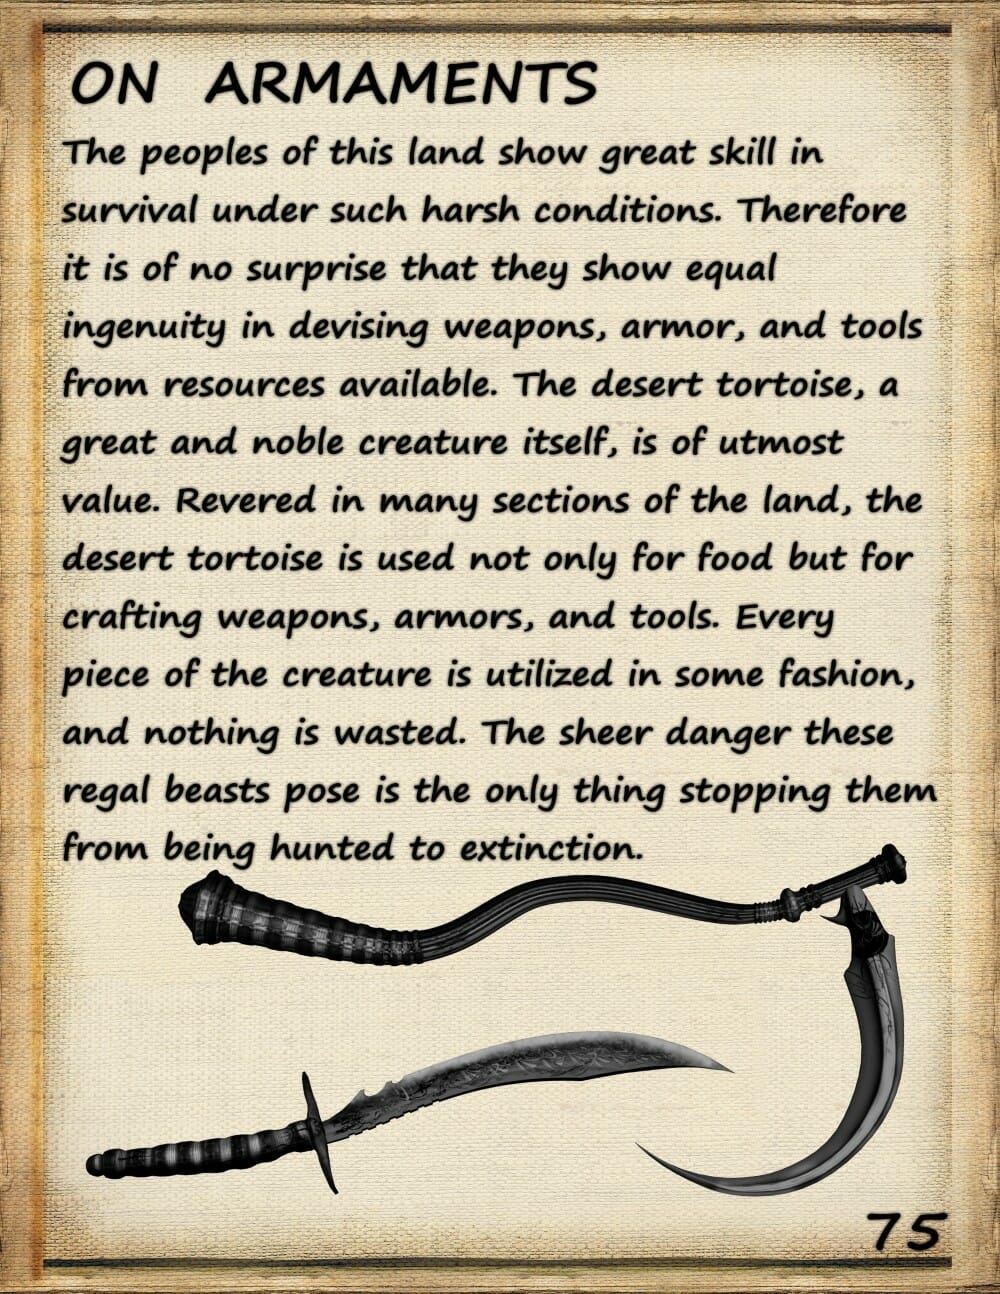 ON ARMAMENTS
The peoples of this land show great skill in
survival under such harsh conditions. Therefore
it is of no surprise that they show equal
ingenuity in devising weapons, armor, and tools
from resources available. The desert tortoise, a
great and noble creature itself, is of utmost
value. Revered in many sections of the land, the
desert tortoise is used not only for food but for
crafting weapons, armors, and tools. Every
piece of the creature is utilized in some fashion,
and nothing is wasted. The sheer danger these
regal beasts pose is the only thing stopping them
from being hunted to extinction.
75